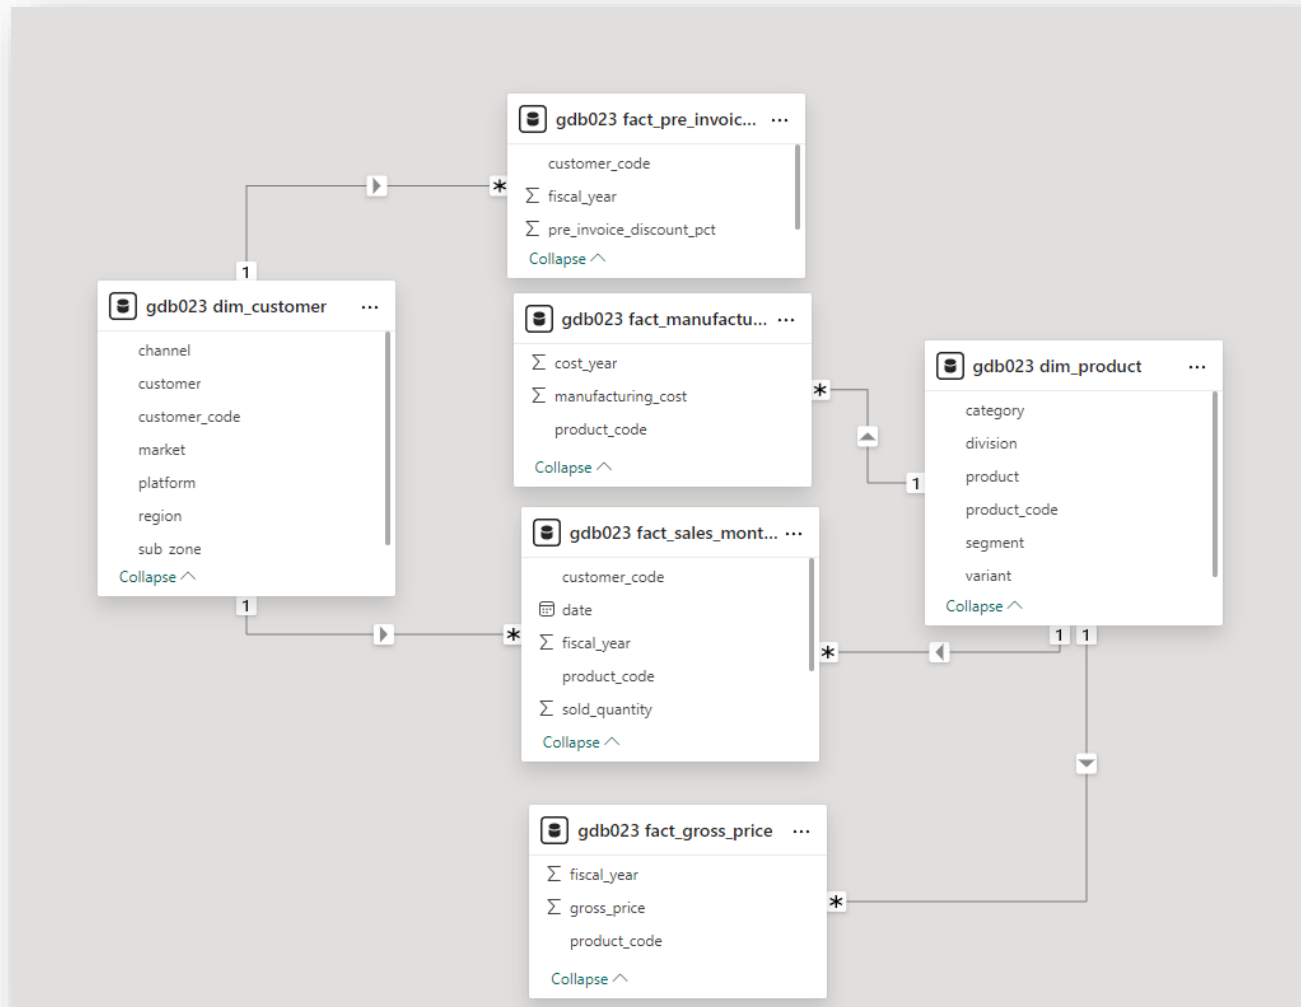 gdb023 fact_pre_invoic...
customer_code
fiscal_year
pre_invoice_discount_pct
Collapse
1
*
gdb023 dim_customer
channel
customer
customer_code
market
platform
region
sub zone
Collapse
1
*
gdb023 fact_manufactu...
cost_year
manufacturing_cost
product_code
Collapse
*
1
gdb023 dim_product
category
division
product
product_code
segment
variant
Collapse
1
1
gdb023 fact_sales_mont...
customer_code
date
fiscal_year
product_code
sold_quantity
Collapse
*
gdb023 fact_gross_price
fiscal_year
gross_price
product_code
Collapse
*